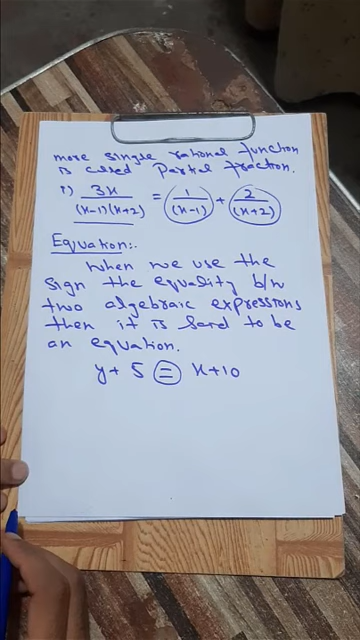 more single rational function
is called Partial fraction.
1) 3x/(x-1)(x+2) = 1/(x-1) + 2/(x+2)
Equation:.
When we use the
sign the equality b/w
two algebraic expressions
then it is said to be
an equation.
y+ 5 = x+10